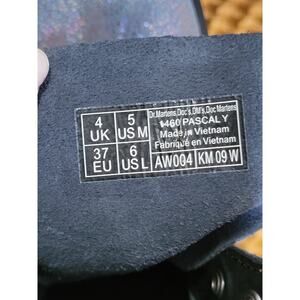 4 UK
5 US M
Dr.Martens,Doc's,DM's,Doc Martens
1460 PASCAL Y
Made in Vietnam
Fabriqué en Vietnam
37 EU
6 US L
AW004
KM 09 W